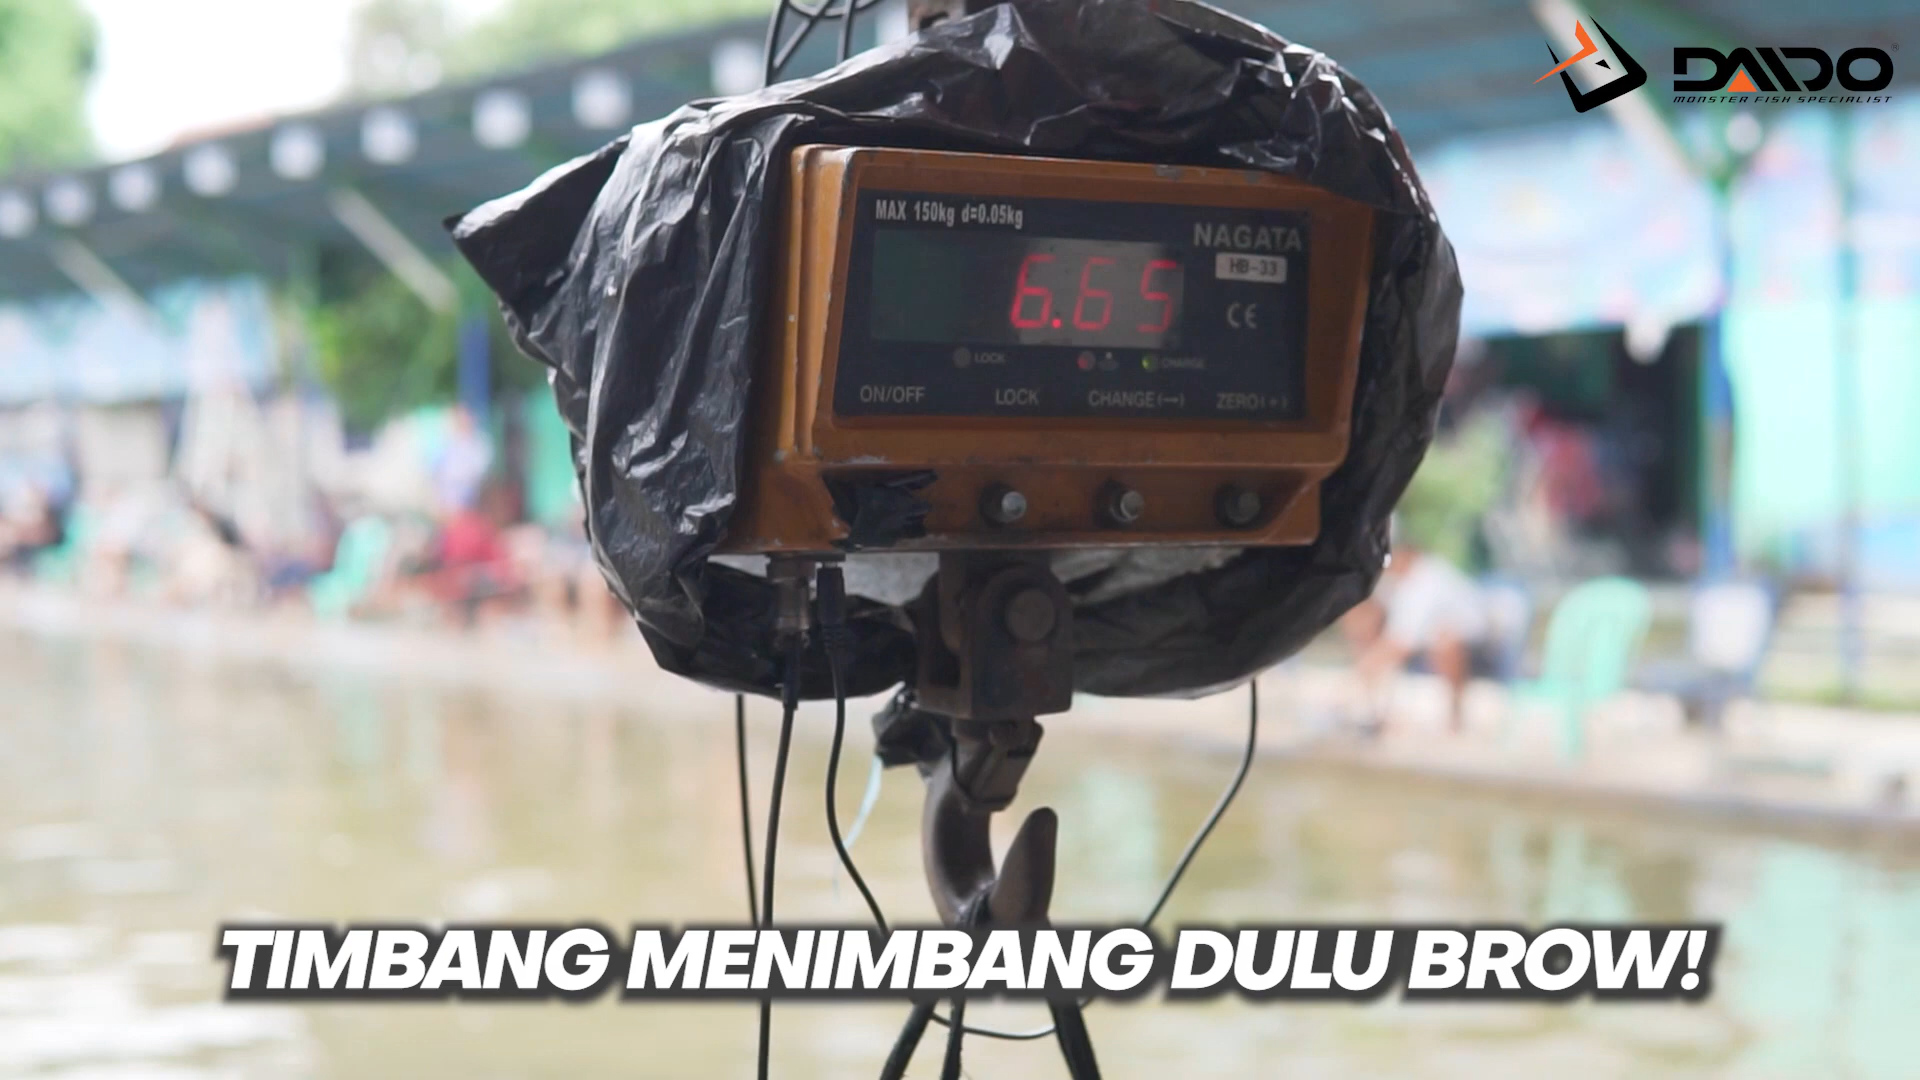 DAIDO
MONSTER FISH SPECIALIST
MAX 150kg d=0.05kg
NAGATA
HB-33
6.65
CE
LOCK
CHARGE
ON/OFF LOCK CHANGE(→) ZERO(+)
TIMBANG MENIMBANG DULU BROW!